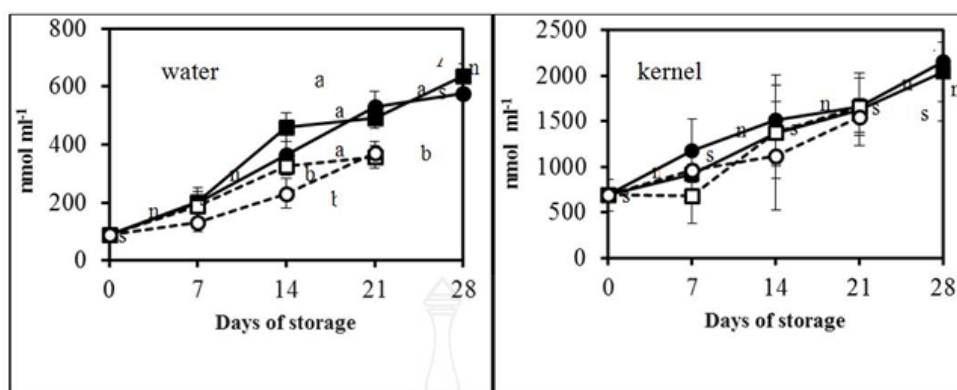 800
600
400
200
0
nmol ml-1
water
a
a
a
s
n
n
a
b
b
n
s
0 7 14 21 28
Days of storage
2500
2000
1500
1000
500
0
nmol ml-1
kernel
n
n
n
s
s
s
s
s
0 7 14 21 28
Days of storage